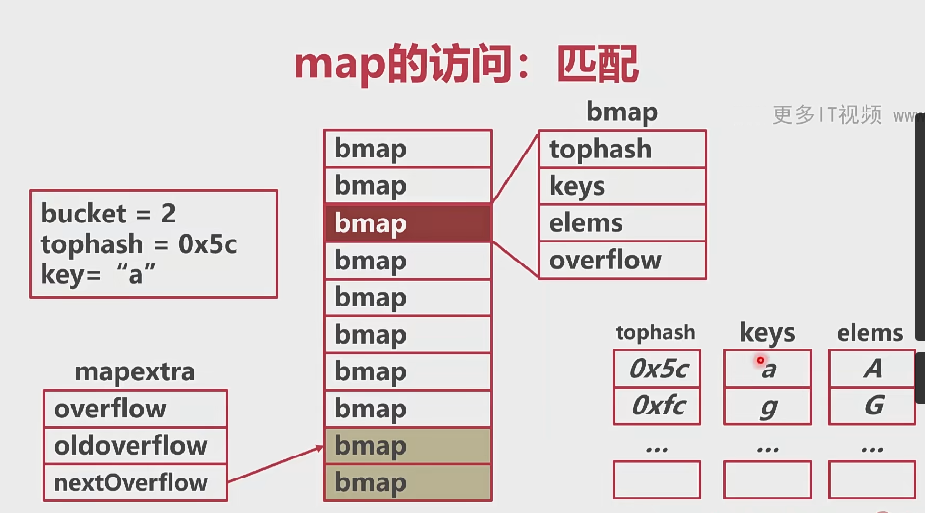 map的访问：匹配
更多IT视频 ww
bmap
tophash
keys
elems
overflow
bucket = 2
tophash = 0x5c
key= “a”
bmap
bmap
bmap
bmap
bmap
bmap
bmap
bmap
bmap
bmap
mapextra
overflow
oldoverflow
nextOverflow
tophash keys elems
0x5c a A
0xfc g G
... ... ...